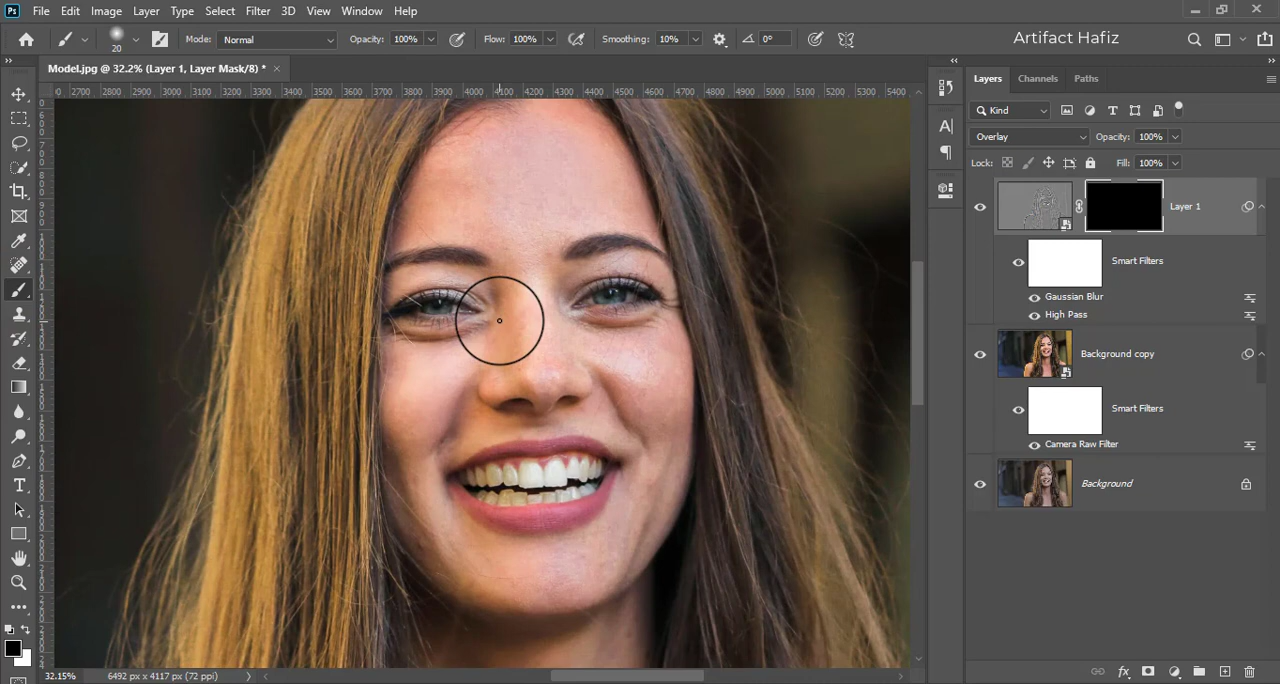 Ps File Edit Image Layer Type Select Filter 3D View Window Help
20 Mode: Normal Opacity: 100% Flow: 100% Smoothing: 10% 0° Artifact Hafiz
Model.jpg @ 32.2% (Layer 1, Layer Mask/8) * ×
2700 2800 2900 3000 3100 3200 3300 3400 3500 3600 3700 3800 3900 4000 4100 4200 4300 4400 4500 4600 4700 4800 4900 5000 5100 5200 5300 5400
Layers Channels Paths
Kind
Overlay Opacity: 100%
Lock: Fill: 100%
Layer 1
Smart Filters
Gaussian Blur
High Pass
Background copy
Smart Filters
Camera Raw Filter
Background
32.15% 6492 px x 4117 px (72 ppi)